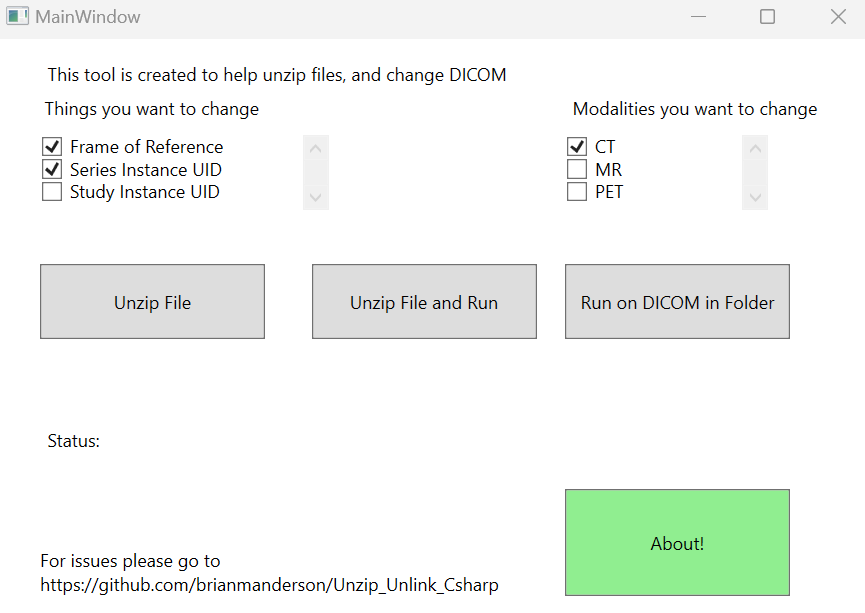 MainWindow
This tool is created to help unzip files, and change DICOM
Things you want to change
Modalities you want to change
Frame of Reference
Series Instance UID
Study Instance UID
CT
MR
PET
Unzip File
Unzip File and Run
Run on DICOM in Folder
Status:
About!
For issues please go to
https://github.com/brianmanderson/Unzip_Unlink_Csharp